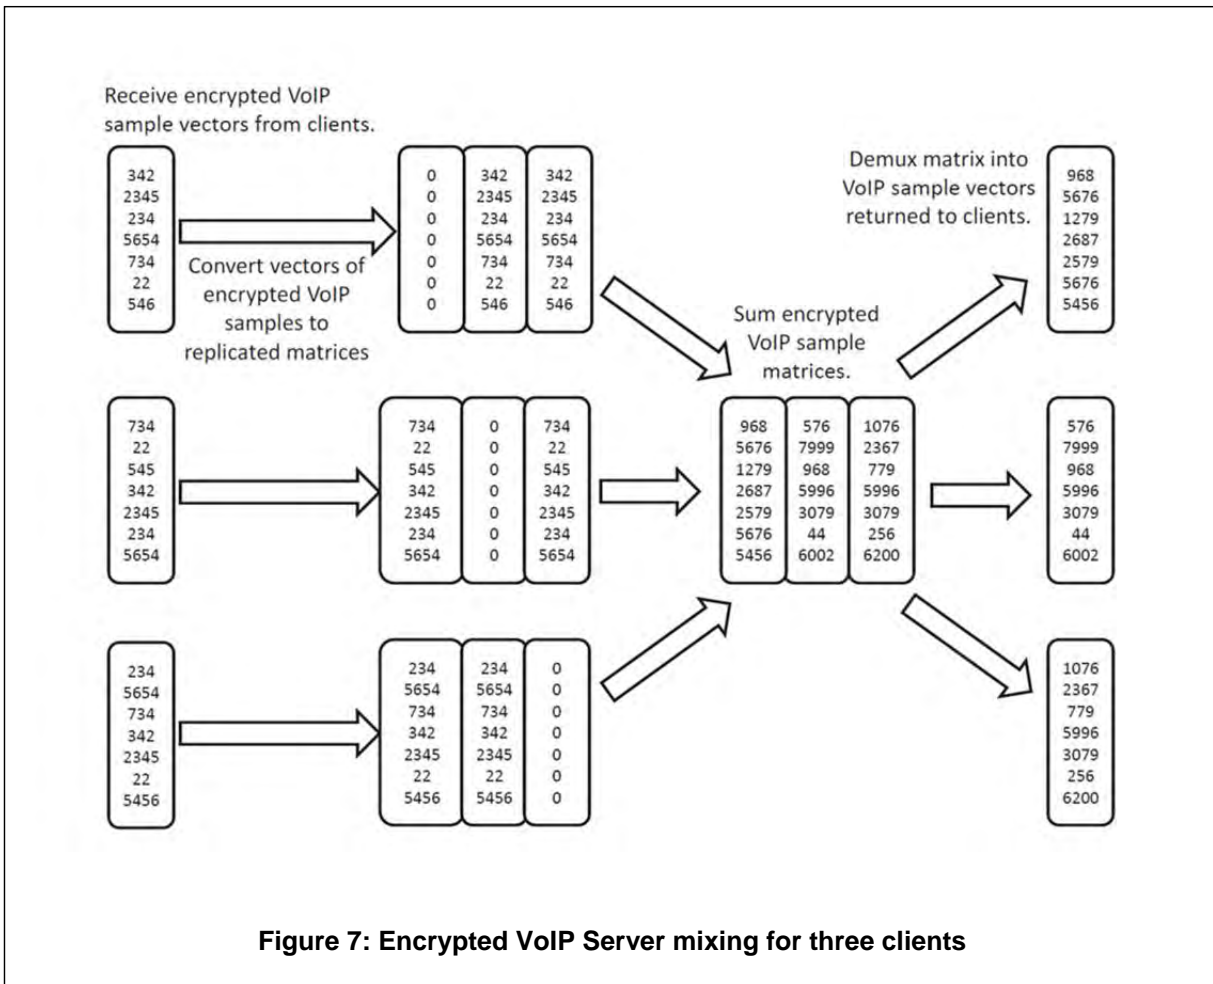 Receive encrypted VoIP
sample vectors from clients.
342
2345
234
5654
734
22
546
Convert vectors of
encrypted VoIP
samples to
replicated matrices
0 342 342
0 2345 2345
0 234 234
0 5654 5654
0 734 734
0 22 22
0 546 546
Demux matrix into
VoIP sample vectors
returned to clients.
968
5676
1279
2687
2579
5676
5456
Sum encrypted
VoIP sample
matrices.
734
22
545
342
2345
234
5654
734 0 734
22 0 22
545 0 545
342 0 342
2345 0 2345
234 0 234
5654 0 5654
968 576 1076
5676 7999 2367
1279 968 779
2687 5996 5996
2579 3079 3079
5676 44 256
5456 6002 6200
576
7999
968
5996
3079
44
6002
234
5654
734
342
2345
22
5456
234 234 0
5654 5654 0
734 734 0
342 342 0
2345 2345 0
22 22 0
5456 5456 0
1076
2367
779
5996
3079
256
6200
Figure 7: Encrypted VoIP Server mixing for three clients